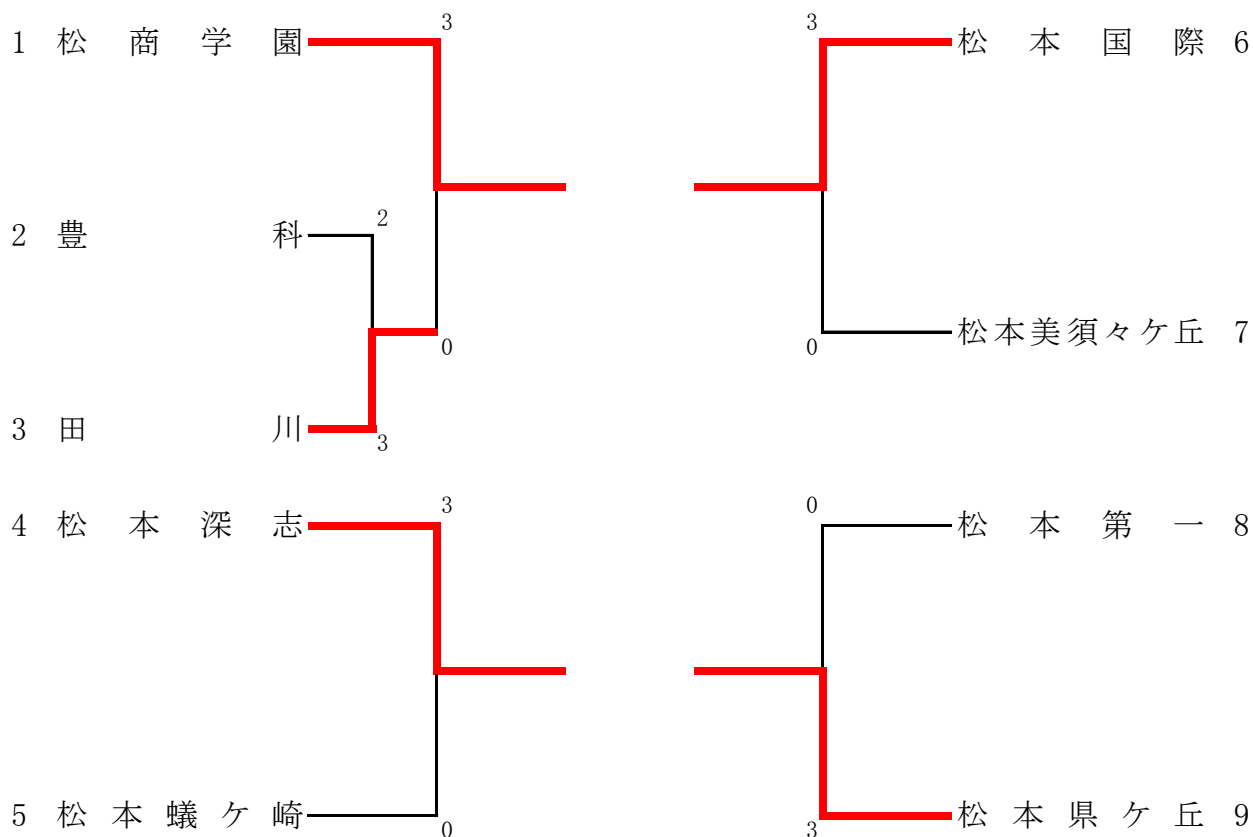 3 3
1 松商学園 松本国際 6
2 豊科 2
0 0 松本美須々ケ丘 7
3 田川 3
3 0
4 松本深志 松本第一 8
5 松本蟻ケ崎 0 3 松本県ケ丘 9